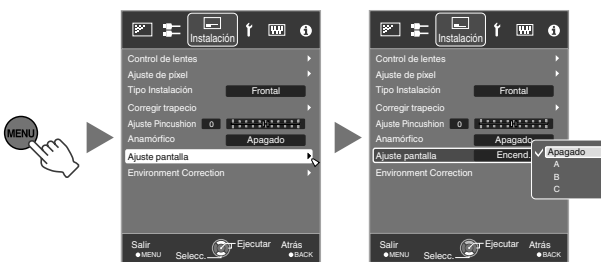 MENU
Instalación
Control de lentes
Ajuste de píxel
Tipo Instalación Frontal
Corregir trapecio
Ajuste Pincushion 0
Anamórfico Apagado
Ajuste pantalla
Environment Correction
Salir
MENU
Selecc.
Ejecutar
Atrás
BACK
Instalación
Control de lentes
Ajuste de píxel
Tipo Instalación Frontal
Corregir trapecio
Ajuste Pincushion 0
Anamórfico Apagado
Ajuste pantalla Encend.
Environment Correction
Apagado
A
B
C
Salir
MENU
Selecc.
Ejecutar
Atrás
BACK